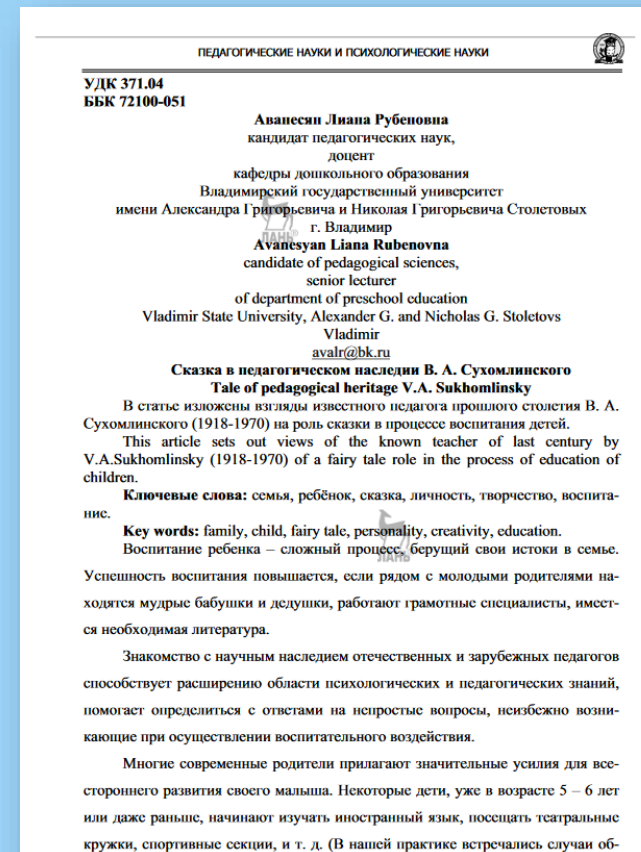 ПЕДАГОГИЧЕСКИЕ НАУКИ И ПСИХОЛОГИЧЕСКИЕ НАУКИ
УДК 371.04
ББК 72100-051
Аванесян Лиана Рубеновна
кандидат педагогических наук,
доцент
кафедры дошкольного образования
Владимирский государственный университет
имени Александра Григорьевича и Николая Григорьевича Столетовых
г. Владимир
ЛАНЬ®
Avanesyan Liana Rubenovna
candidate of pedagogical sciences,
senior lecturer
of department of preschool education
Vladimir State University, Alexander G. and Nicholas G. Stoletovs
Vladimir
avalr@bk.ru
Сказка в педагогическом наследии В. А. Сухомлинского
Tale of pedagogical heritage V.A. Sukhomlinsky
В статье изложены взгляды известного педагога прошлого столетия В. А.
Сухомлинского (1918-1970) на роль сказки в процессе воспитания детей.
This article sets out views of the known teacher of last century by
V.A.Sukhomlinsky (1918-1970) of a fairy tale role in the process of education of
children.
Ключевые слова: семья, ребёнок, сказка, личность, творчество, воспита-
ние.
Key words: family, child, fairy tale, personality, creativity, education.
Воспитание ребенка – сложный процесс, берущий свои истоки в семье.
ЛАНЬ
Успешность воспитания повышается, если рядом с молодыми родителями на-
ходятся мудрые бабушки и дедушки, работают грамотные специалисты, имеет-
ся необходимая литература.
Знакомство с научным наследием отечественных и зарубежных педагогов
способствует расширению области психологических и педагогических знаний,
помогает определиться с ответами на непростые вопросы, неизбежно возни-
кающие при осуществлении воспитательного воздействия.
Многие современные родители прилагают значительные усилия для все-
стороннего развития своего малыша. Некоторые дети, уже в возрасте 5 – 6 лет
или даже раньше, начинают изучать иностранный язык, посещать театральные
кружки, спортивные секции, и т. д. (В нашей практике встречались случаи об-